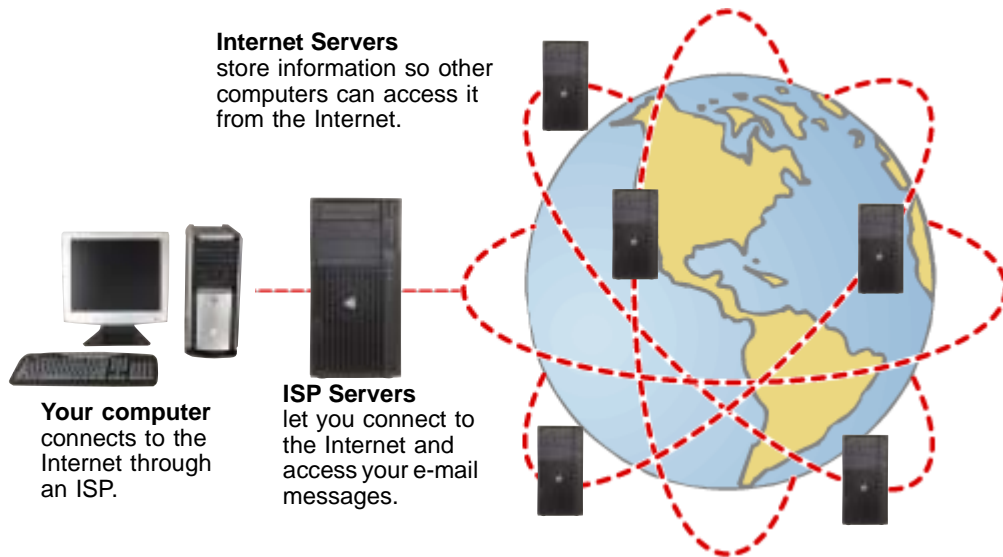 Internet Servers
store information so other
computers can access it
from the Internet.
Your computer
connects to the
Internet through
an ISP.
ISP Servers
let you connect to
the Internet and
access your e-mail
messages.